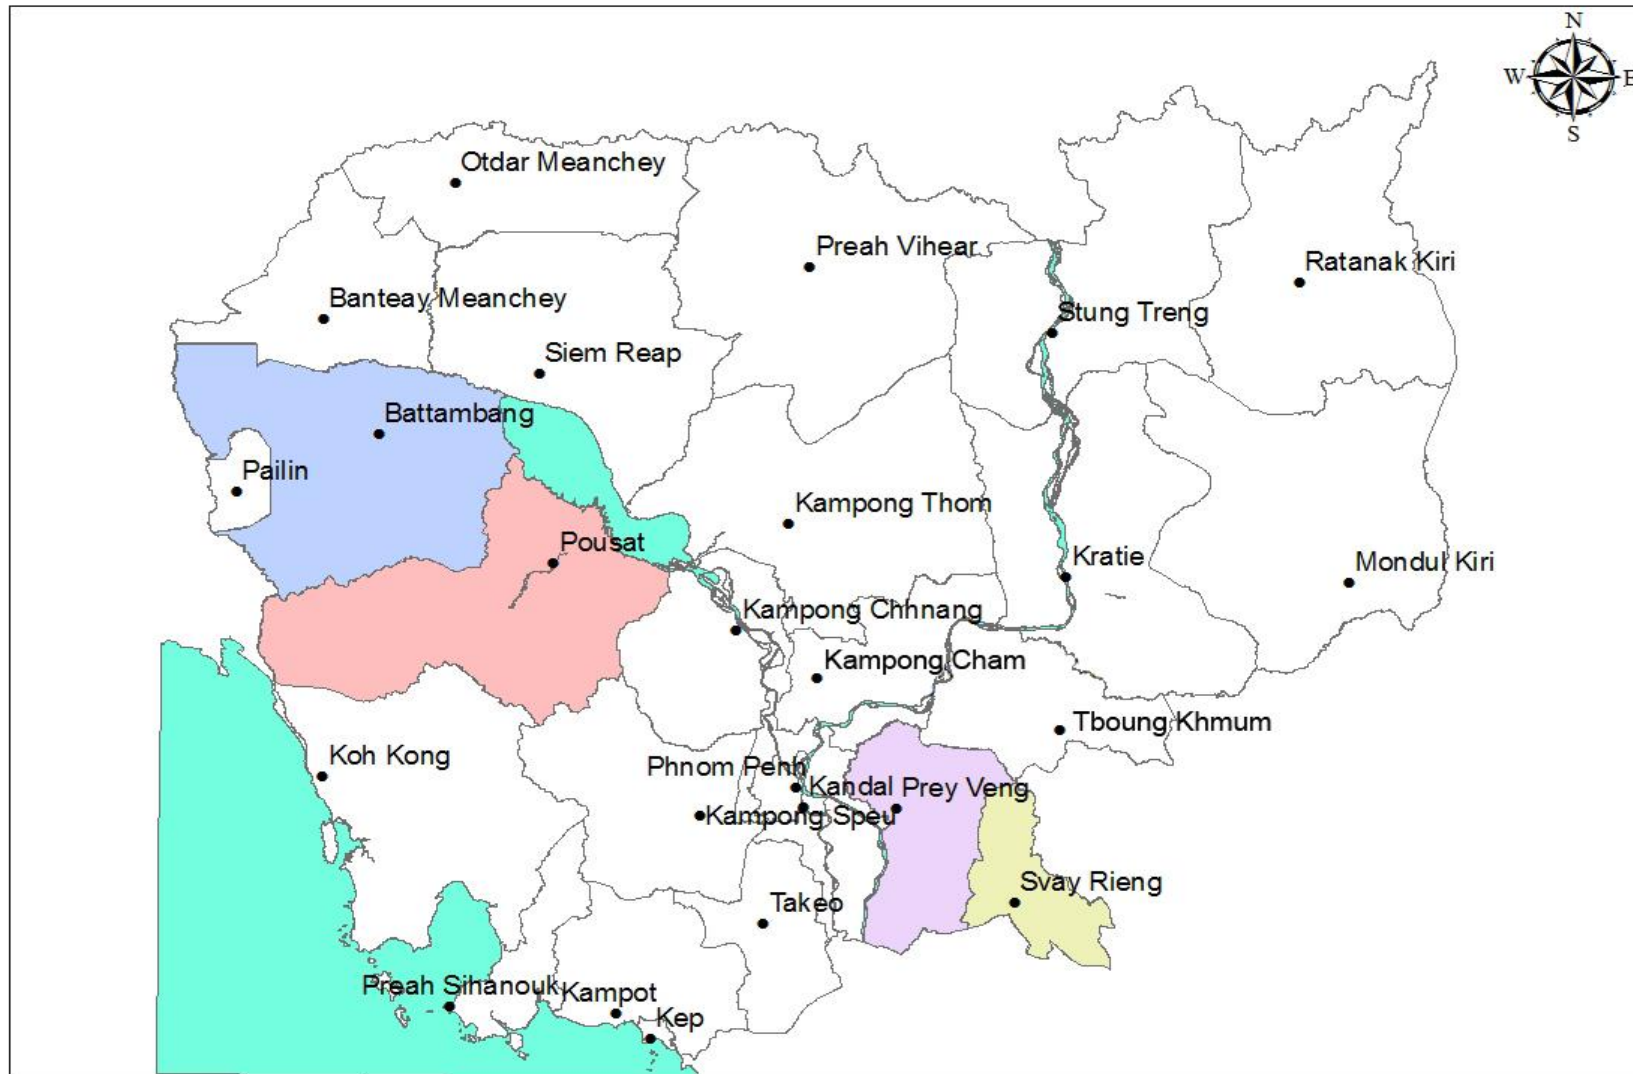 N
W
E
S
Otdar Meanchey
Preah Vihear
Ratanak Kiri
Banteay Meanchey
Stung Treng
Siem Reap
Battambang
Pailin
Kampong Thom
Pousat
Kratie
Mondul Kiri
Kampong Chhnang
Kampong Cham
Tboung Khmum
Koh Kong
Phnom Penh
Kandal
Prey Veng
Kampong Speu
Svay Rieng
Takeo
Preah Sihanouk
Kampot
Kep